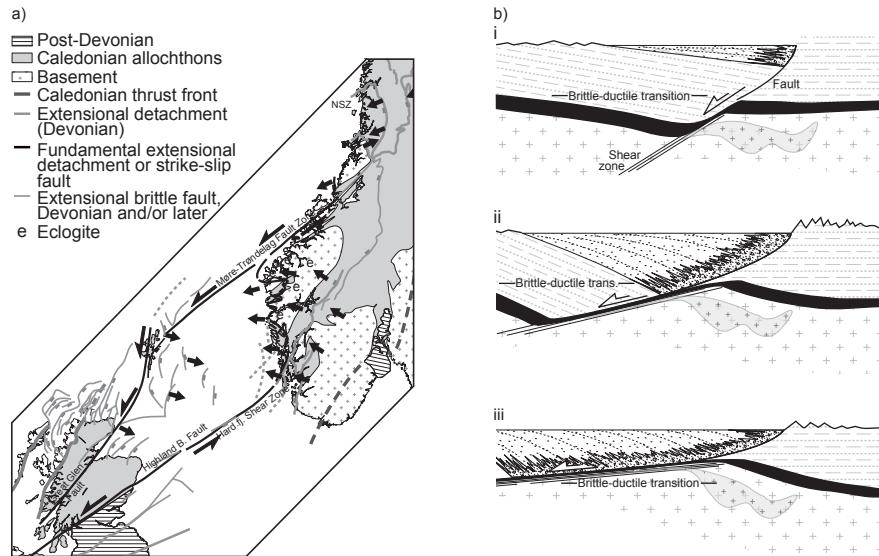 a)
Post-Devonian
Caledonian allochthons
Basement
Caledonian thrust front
Extensional detachment
(Devonian)
Fundamental extensional
detachment or strike-slip
fault
Extensional brittle fault,
Devonian and/or later
e Eclogite
NSZ
Møre-Trøndelag Fault Zone
e
e
e
Highland B. Fault
Hard.fj. Shear Zone
Great Glen
Fault
b)
i
Brittle-ductile transition
Fault
Shear
zone
ii
Brittle-ductile trans.
iii
Brittle-ductile transition